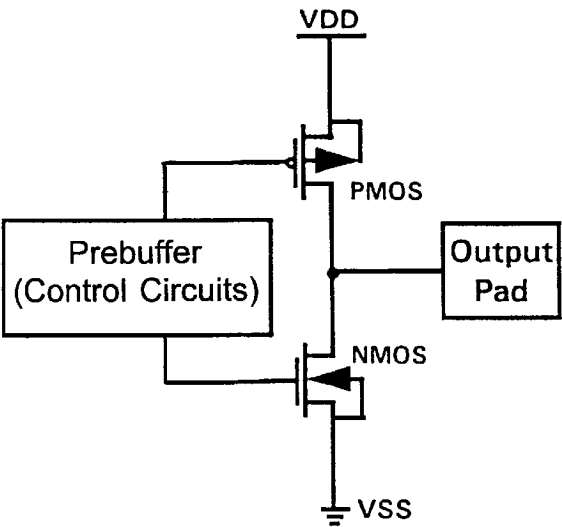 VDD
PMOS
Prebuffer
(Control Circuits)
Output
Pad
NMOS
VSS